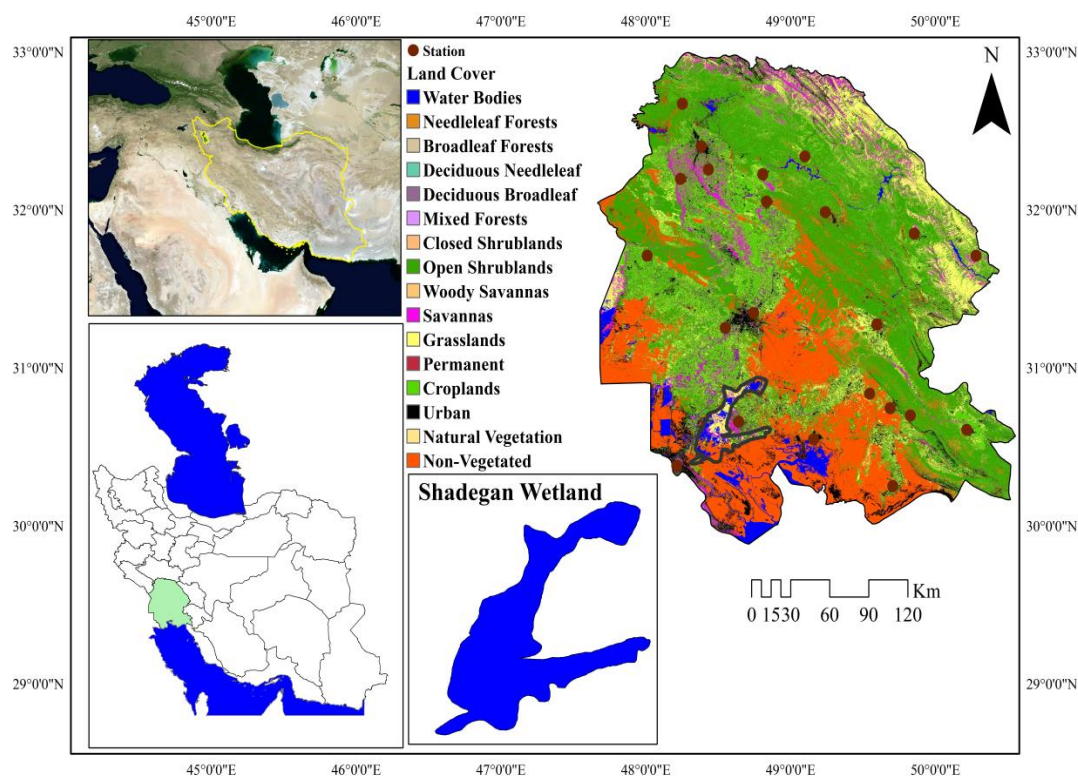 45°0'0"E 46°0'0"E 47°0'0"E 48°0'0"E 49°0'0"E 50°0'0"E
33°0'0"N
32°0'0"N
31°0'0"N
30°0'0"N
29°0'0"N
Station
Land Cover
Water Bodies
Needleleaf Forests
Broadleaf Forests
Deciduous Needleleaf
Deciduous Broadleaf
Mixed Forests
Closed Shrublands
Open Shrublands
Woody Savannas
Savannas
Grasslands
Permanent
Croplands
Urban
Natural Vegetation
Non-Vegetated
Shadegan Wetland
N
Km
0 1530 60 90 120
33°0'0"N
32°0'0"N
31°0'0"N
30°0'0"N
29°0'0"N
45°0'0"E 46°0'0"E 47°0'0"E 48°0'0"E 49°0'0"E 50°0'0"E